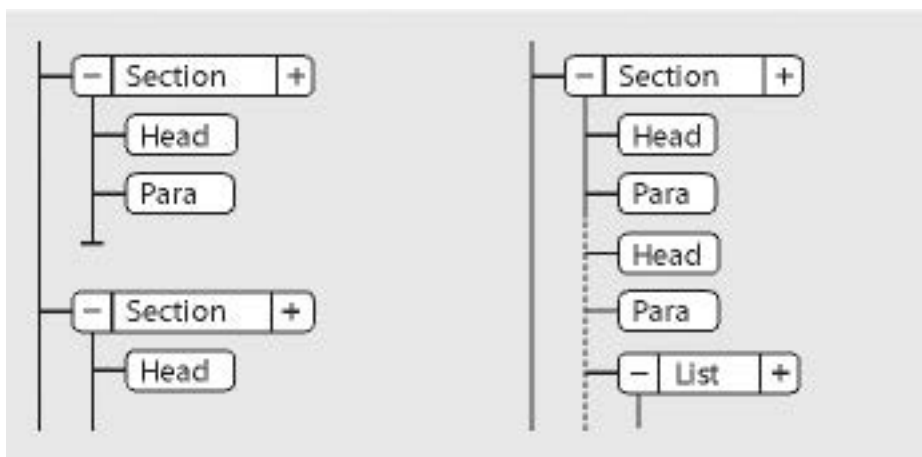 − Section +
Head
Para
− Section +
Head
− Section +
Head
Para
Head
Para
− List +